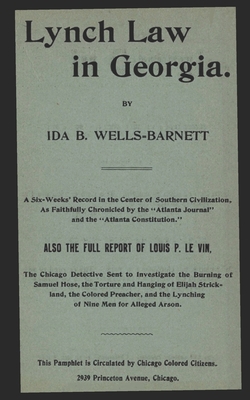 Lynch Law
in Georgia.
BY
IDA B. WELLS-BARNETT
A Six-Weeks' Record in the Center of Southern Civilization,
As Faithfully Chronicled by the "Atlanta Journal"
and the "Atlanta Constitution."
ALSO THE FULL REPORT OF LOUIS P. LE VIN,
The Chicago Detective Sent to Investigate the Burning of
Samuel Hose, the Torture and Hanging of Elijah Strick-
land, the Colored Preacher, and the Lynching
of Nine Men for Alleged Arson.
This Pamphlet is Circulated by Chicago Colored Citizens.
2939 Princeton Avenue, Chicago.